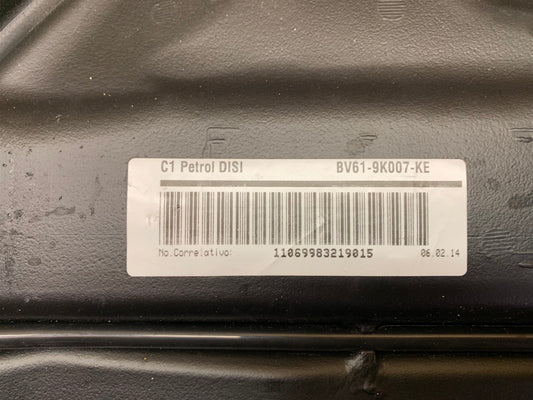 C1 Petrol DISI BV61-9K007-KE
No.Correlativo: 11069983219015 06.02.14